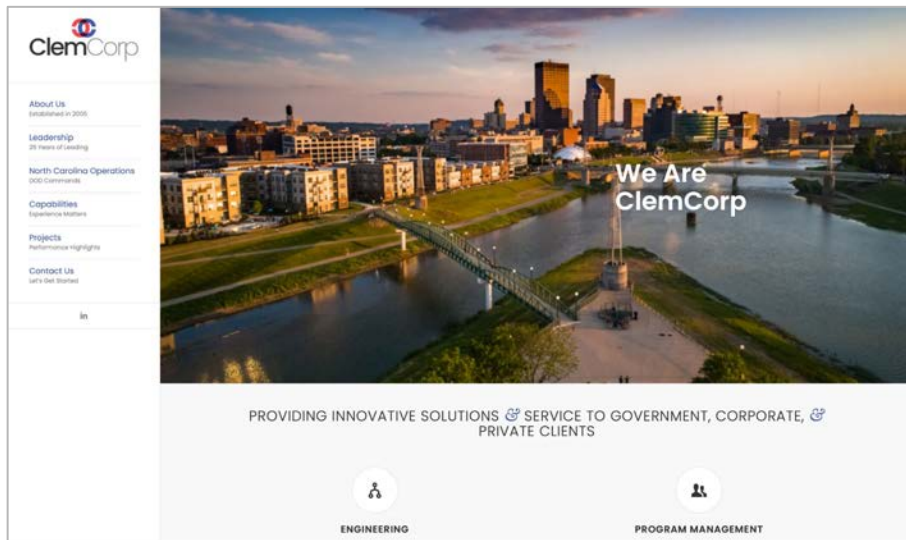 ClemCorp
About Us
Established in 2005
Leadership
25 Years of Leading
North Carolina Operations
DOD Commands
Capabilities
Experience Matters
Projects
Performance Highlights
Contact Us
Let's Get Started
in
We Are
ClemCorp
PROVIDING INNOVATIVE SOLUTIONS & SERVICE TO GOVERNMENT, CORPORATE, &
PRIVATE CLIENTS
ENGINEERING
PROGRAM MANAGEMENT